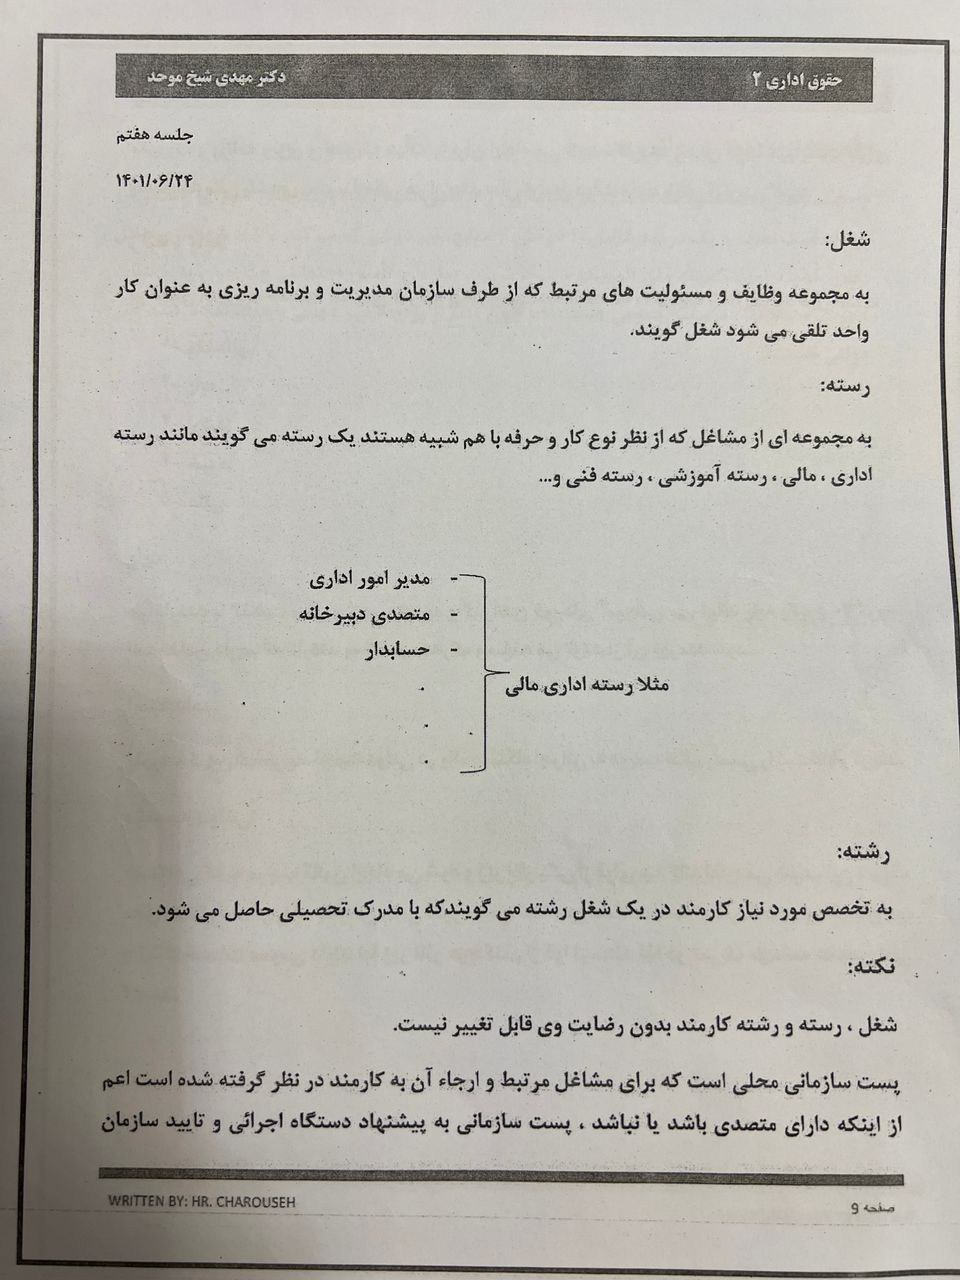 حقوق اداری ۲
دکتر مهدی شیخ موحد
جلسه هفتم
۱۴۰۱/۰۶/۲۴
شغل:
به مجموعه وظایف و مسئولیت های مرتبط که از طرف سازمان مدیریت و برنامه ریزی به عنوان کار
واحد تلقی می شود شغل گویند.
رسته:
به مجموعه ای از مشاغل که از نظر نوع کار و حرفه با هم شبیه هستند یک رسته می گویند مانند رسته
اداری ، مالی ، رسته آموزشی ، رسته فنی و...
- مدیر امور اداری
- متصدی دبیرخانه
- حسابدار
.
مثلا رسته اداری مالی
.
.
رشته:
به تخصص مورد نیاز کارمند در یک شغل رشته می گویندکه با مدرک تحصیلی حاصل می شود.
نکته:
شغل ، رسته و رشته کارمند بدون رضایت وی قابل تغییر نیست.
پست سازمانی محلی است که برای مشاغل مرتبط و ارجاء آن به کارمند در نظر گرفته شده است اعم
از اینکه دارای متصدی باشد یا نباشد ، پست سازمانی به پیشنهاد دستگاه اجرائی و تایید سازمان
WRITTEN BY: HR. CHAROUSEH
صفحه 9